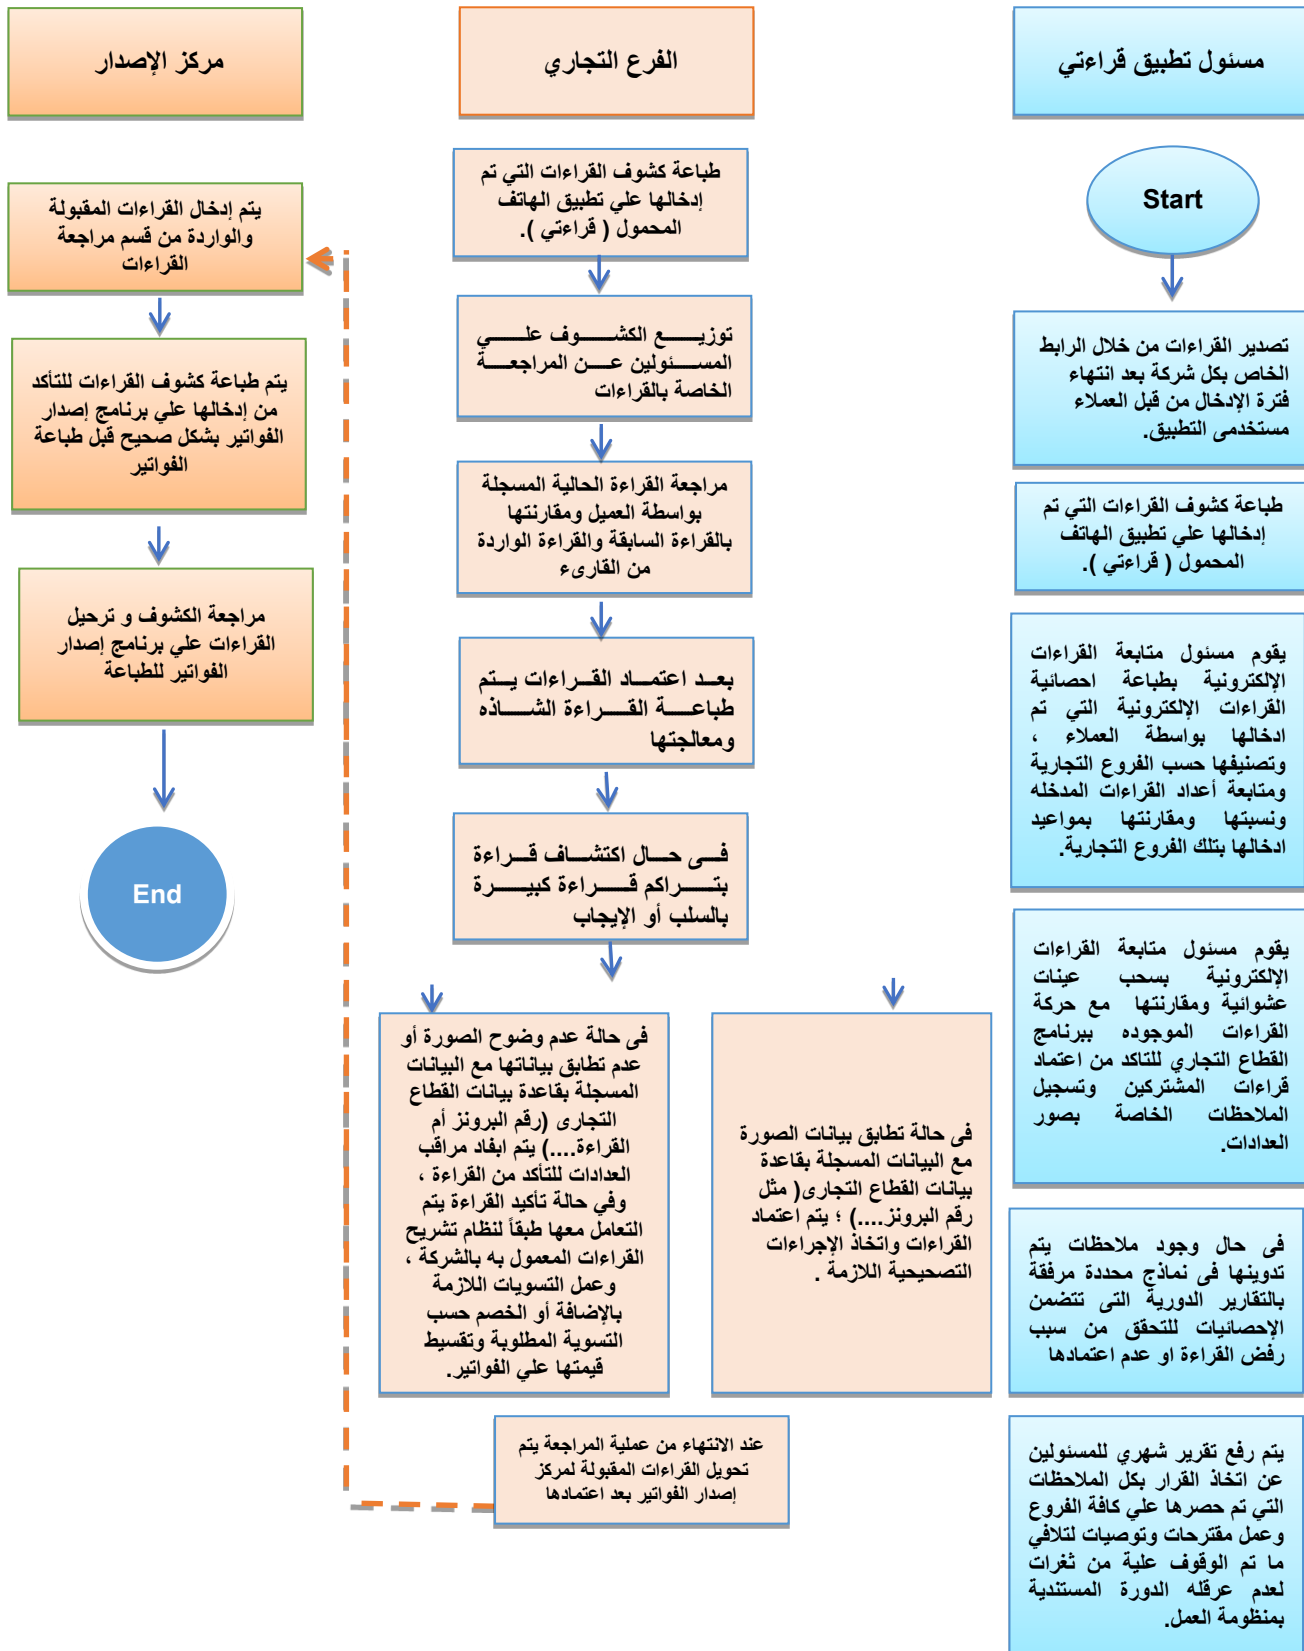 مسئول تطبيق قراءتي
Start
تصدير القراءات من خلال الرابط
الخاص بكل شركة بعد انتهاء
فترة الإدخال من قبل العملاء
مستخدمى التطبيق.
طباعة كشوف القراءات التي تم
إدخالها علي تطبيق الهاتف
المحمول ( قراءتي ).
يقوم مسئول متابعة القراءات
الإلكترونية بطباعة احصائية
القراءات الإلكترونية التي تم
ادخالها بواسطة العملاء ،
وتصنيفها حسب الفروع التجارية
ومتابعة أعداد القراءات المدخله
ونسبتها ومقارنتها بمواعيد
ادخالها بتلك الفروع التجارية.
يقوم مسئول متابعة القراءات
الإلكترونية بسحب عينات
عشوائية ومقارنتها مع حركة
القراءات الموجوده ببرنامج
القطاع التجاري للتاكد من اعتماد
قراءات المشتركين وتسجيل
الملاحظات الخاصة بصور
العدادات.
فى حال وجود ملاحظات يتم
تدوينها فى نماذج محددة مرفقة
بالتقارير الدورية التى تتضمن
الإحصائيات للتحقق من سبب
رفض القراءة او عدم اعتمادها
يتم رفع تقرير شهري للمسئولين
عن اتخاذ القرار بكل الملاحظات
التي تم حصرها علي كافة الفروع
وعمل مقترحات وتوصيات لتلافي
ما تم الوقوف علية من ثغرات
لعدم عرقله الدورة المستندية
بمنظومة العمل.
الفرع التجاري
طباعة كشوف القراءات التي تم
إدخالها علي تطبيق الهاتف
المحمول ( قراءتي ).
توزيع الكشوف علي
المسئولين عن المراجعة
الخاصة بالقراءات
مراجعة القراءة الحالية المسجلة
بواسطة العميل ومقارنتها
بالقراءة السابقة والقراءة الواردة
من القارىء
بعد اعتماد القراءات يتم
طباعة القراءة الشاذه
ومعالجتها
فى حال اكتشاف قراءة
بتراكم قراءة كبيرة
بالسلب أو الإيجاب
فى حالة تطابق بيانات الصورة
مع البيانات المسجلة بقاعدة
بيانات القطاع التجارى( مثل
رقم البرونز....) ؛ يتم اعتماد
القراءات واتخاذ الإجراءات
التصحيحية اللازمة .
فى حالة عدم وضوح الصورة أو
عدم تطابق بياناتها مع البيانات
المسجلة بقاعدة بيانات القطاع
التجارى (رقم البرونز أم
القراءة....) يتم ايفاد مراقب
العدادات للتأكد من القراءة ،
وفي حالة تأكيد القراءة يتم
التعامل معها طبقاً لنظام تشريح
القراءات المعمول به بالشركة ،
وعمل التسويات اللازمة
بالإضافة أو الخصم حسب
التسوية المطلوبة وتقسيط
قيمتها علي الفواتير.
عند الانتهاء من عملية المراجعة يتم
تحويل القراءات المقبولة لمركز
إصدار الفواتير بعد اعتمادها
مركز الإصدار
يتم إدخال القراءات المقبولة
والواردة من قسم مراجعة
القراءات
يتم طباعة كشوف القراءات للتأكد
من إدخالها علي برنامج إصدار
الفواتير بشكل صحيح قبل طباعة
الفواتير
مراجعة الكشوف و ترحيل
القراءات علي برنامج إصدار
الفواتير للطباعة
End